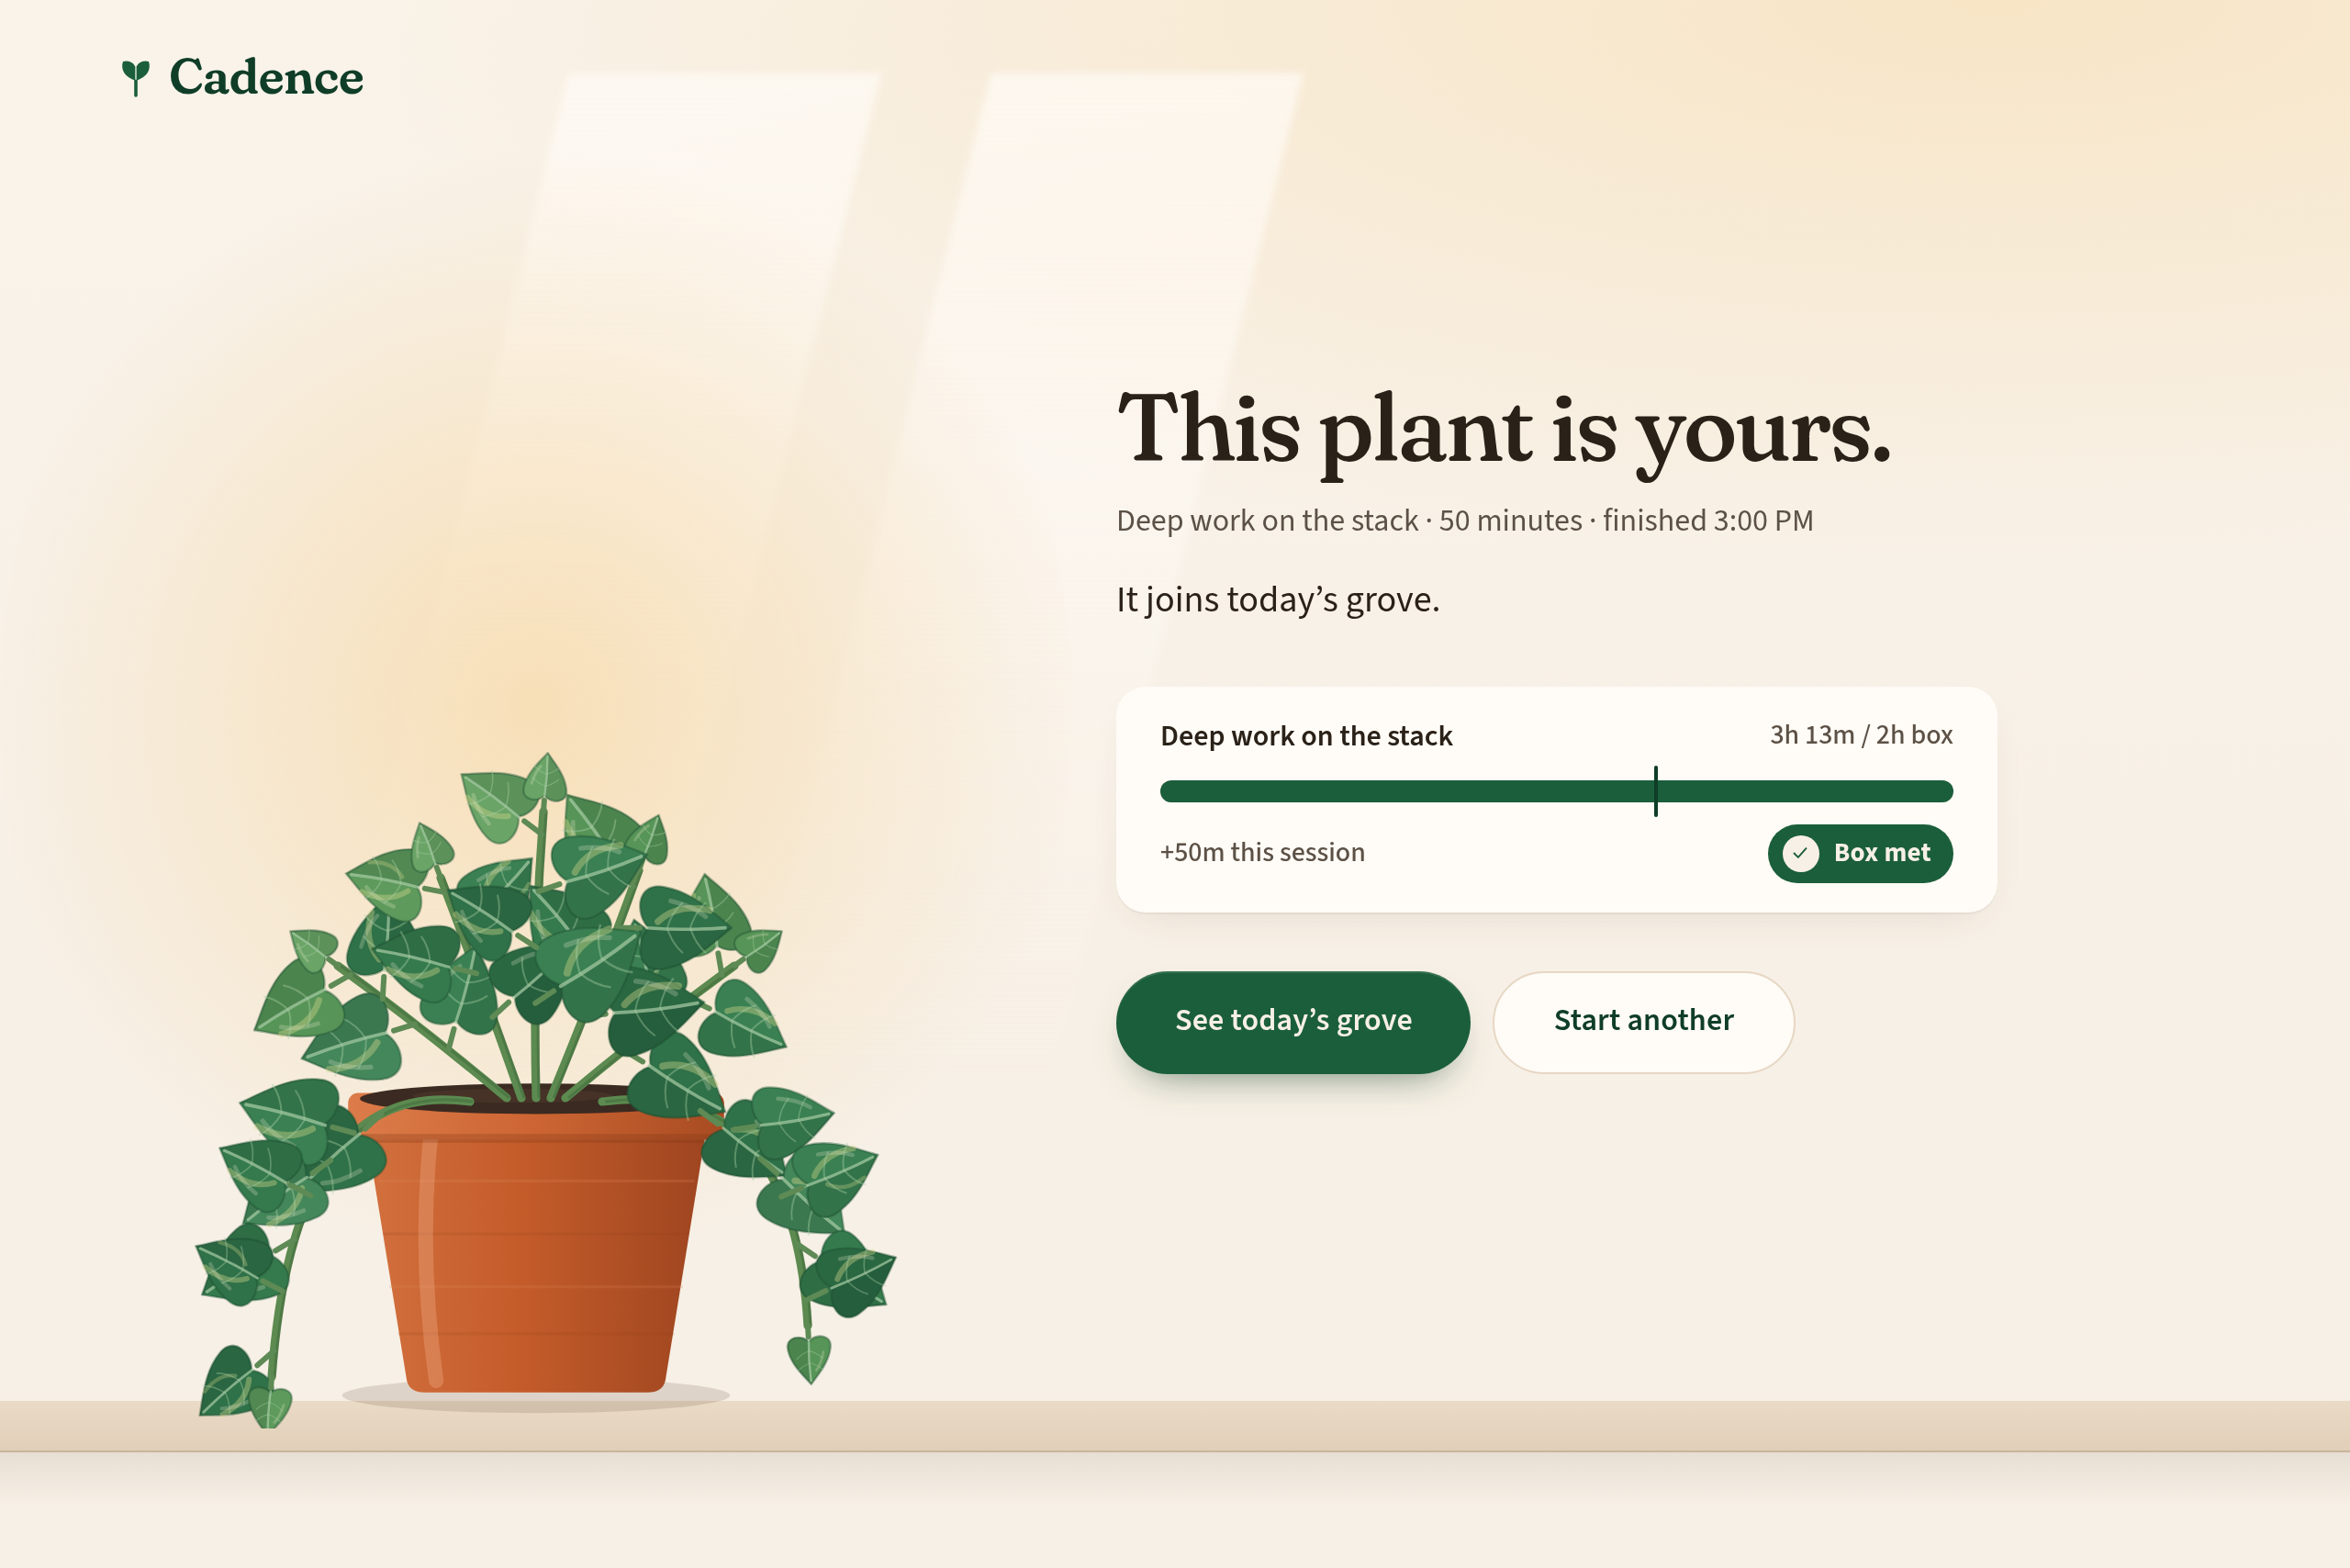 Cadence
This plant is yours.
Deep work on the stack · 50 minutes · finished 3:00 PM
It joins today’s grove.
Deep work on the stack
3h 13m / 2h box
+50m this session
Box met
See today’s grove
Start another